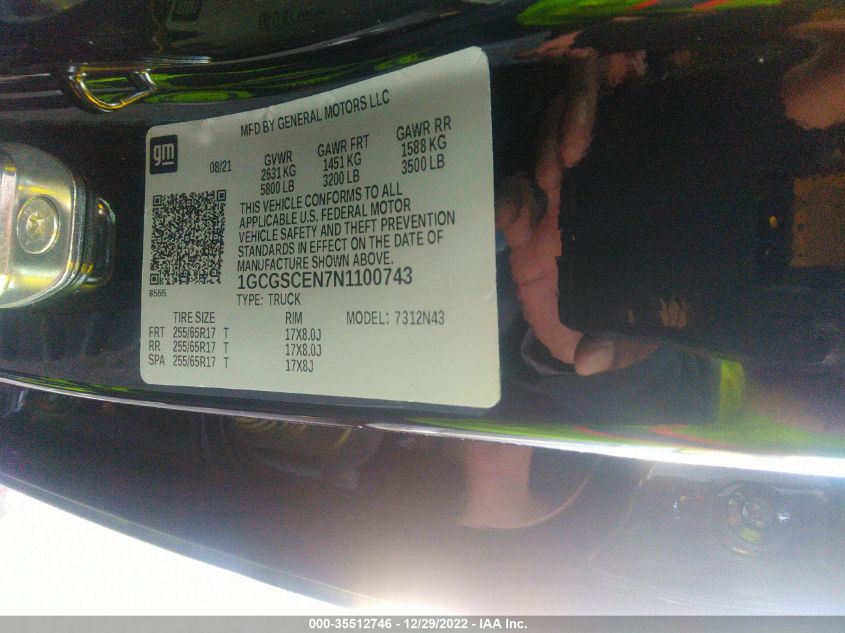 MFD BY GENERAL MOTORS LLC
gm
08/21
GVWR GAWR FRT GAWR RR
2631 KG 1451 KG 1588 KG
5800 LB 3200 LB 3500 LB
THIS VEHICLE CONFORMS TO ALL
APPLICABLE U.S. FEDERAL MOTOR
VEHICLE SAFETY AND THEFT PREVENTION
STANDARDS IN EFFECT ON THE DATE OF
MANUFACTURE SHOWN ABOVE.
8555
1GCGSCEN7N1100743
TYPE: TRUCK
TIRE SIZE RIM MODEL: 7312N43
FRT 255/65R17 T 17X8.0J
RR 255/65R17 T 17X8.0J
SPA 255/65R17 T 17X8J
000-35512746 - 12/29/2022 - IAA Inc.